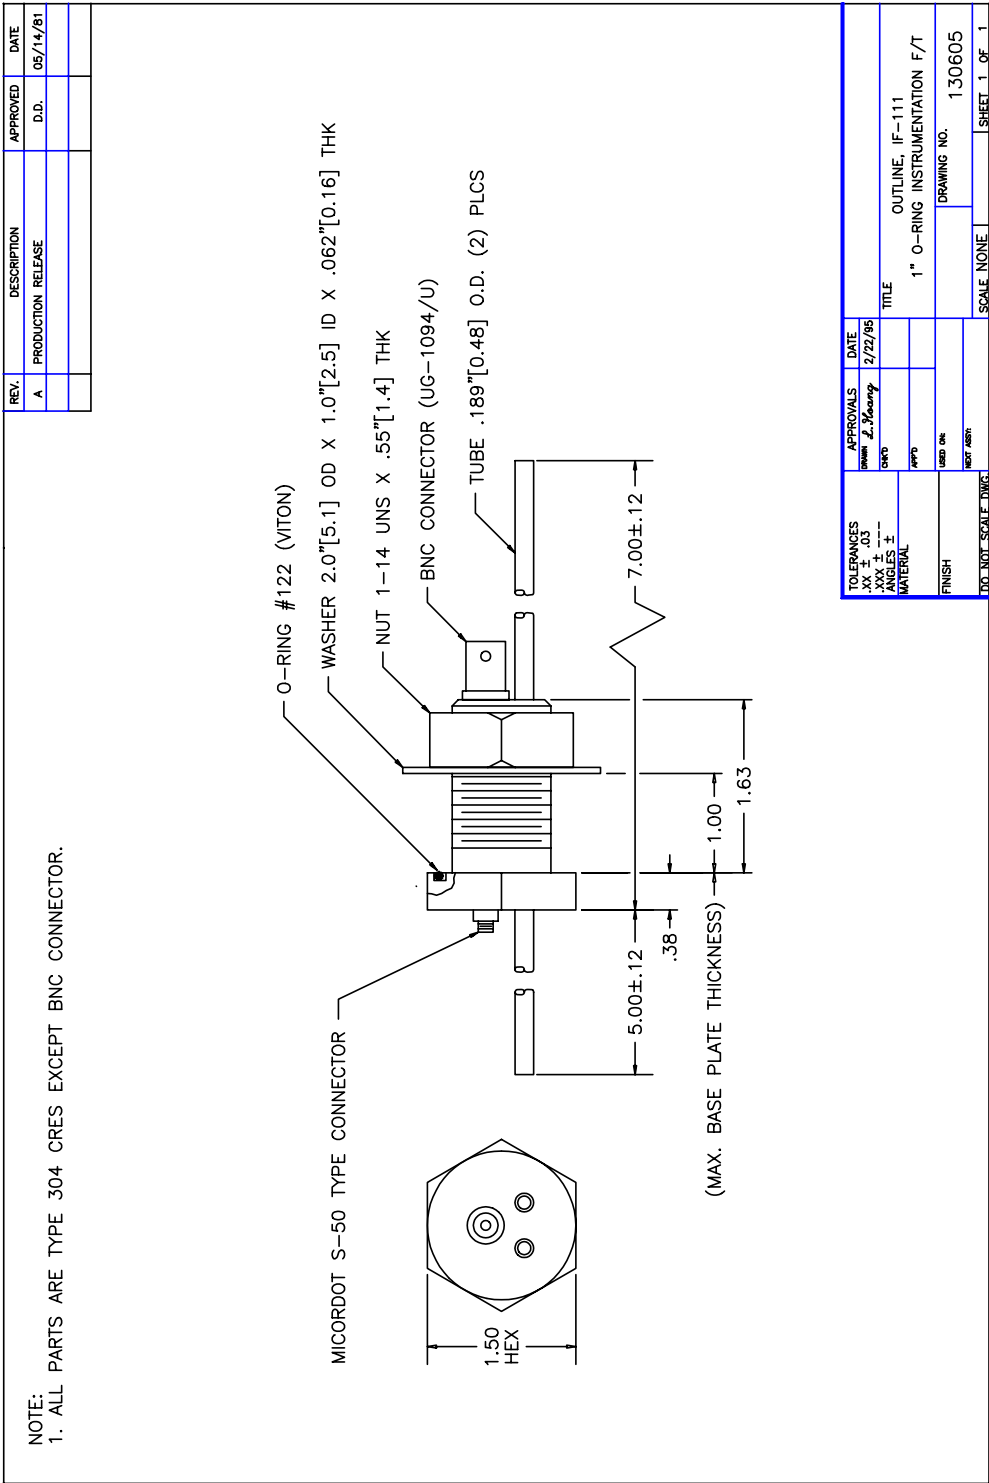 NOTE:
1. ALL PARTS ARE TYPE 304 CRES EXCEPT BNC CONNECTOR.
REV. DESCRIPTION APPROVED DATE
A PRODUCTION RELEASE D.D. 05/14/81
O-RING #122 (VITON)
WASHER 2.0"[5.1] OD X 1.0"[2.5] ID X .062"[0.16] THK
NUT 1-14 UNS X .55"[1.4] THK
BNC CONNECTOR (UG-1094/U)
TUBE .189"[0.48] O.D. (2) PLCS
MICORDOT S-50 TYPE CONNECTOR
1.50
HEX
5.00±.12
7.00±.12
.38
(MAX. BASE PLATE THICKNESS)
1.00
1.63
TOLERANCES
.XX ± .03
.XXX ± ---
ANGLES ±
MATERIAL
FINISH
DO NOT SCALE DWG.
APPROVALS DATE
DRAWN L. Hoang 2/22/95
CHK'D
APP'D
USED ON:
NEXT ASSY:
TITLE
OUTLINE, IF-111
1" O-RING INSTRUMENTATION F/T
DRAWING NO.
130605
SCALE NONE
SHEET 1 OF 1